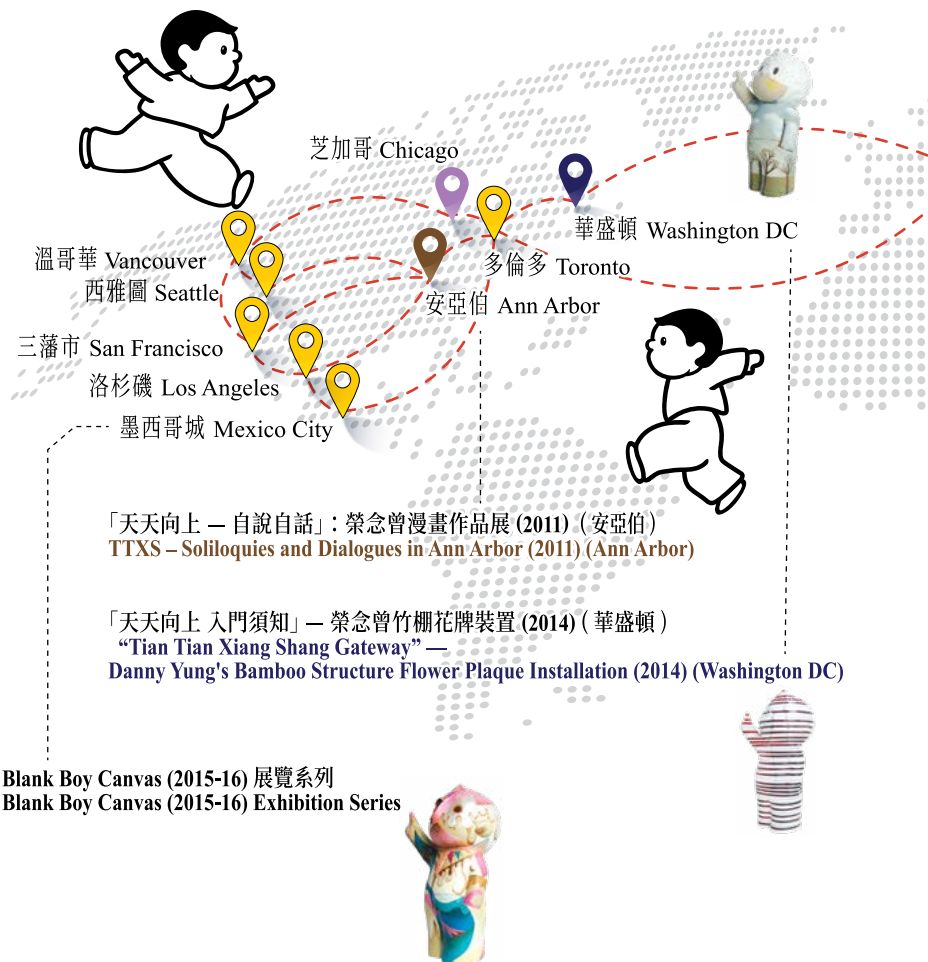 芝加哥 Chicago
華盛頓 Washington DC
溫哥華 Vancouver
多倫多 Toronto
西雅圖 Seattle
安亞伯 Ann Arbor
三藩市 San Francisco
洛杉磯 Los Angeles
墨西哥城 Mexico City
「天天向上 — 自說自話」：榮念曾漫畫作品展 (2011)（安亞伯）
TTXS – Soliloquies and Dialogues in Ann Arbor (2011) (Ann Arbor)
「天天向上 入門須知」— 榮念曾竹棚花牌裝置 (2014)（華盛頓）
“Tian Tian Xiang Shang Gateway” —
Danny Yung's Bamboo Structure Flower Plaque Installation (2014) (Washington DC)
Blank Boy Canvas (2015-16) 展覽系列
Blank Boy Canvas (2015-16) Exhibition Series